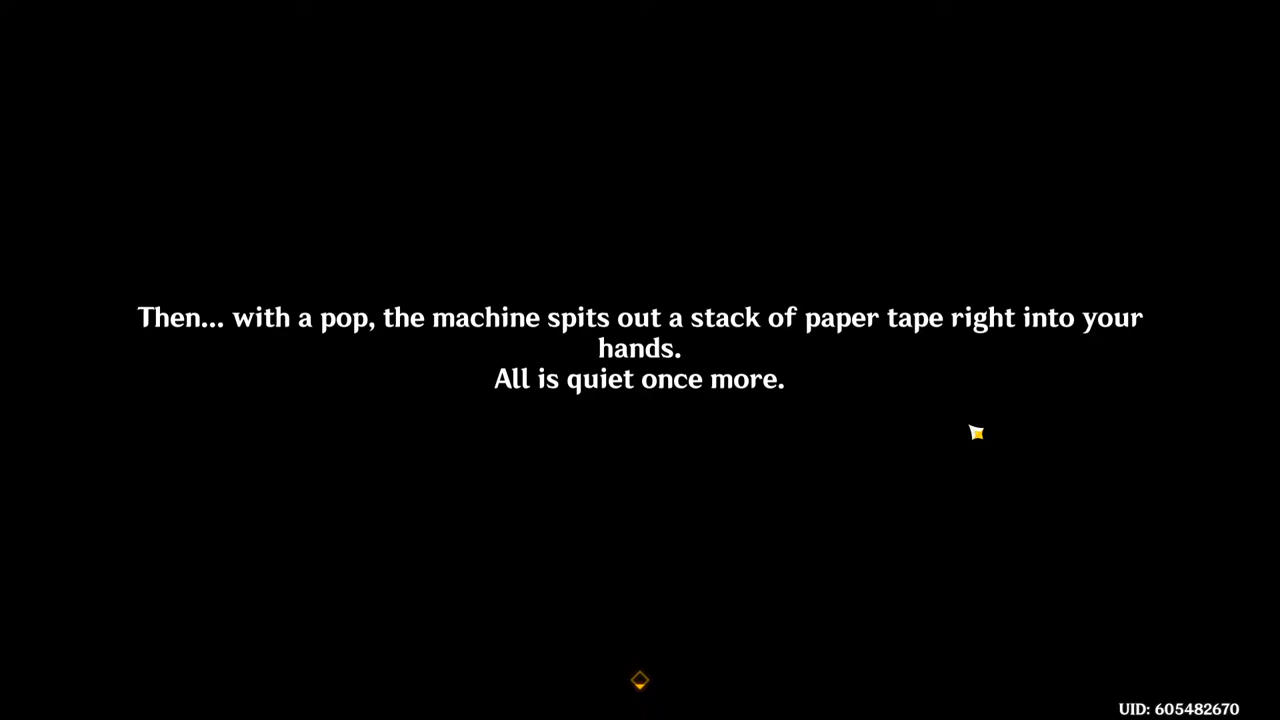 Then... with a pop, the machine spits out a stack of paper tape right into your
hands.
All is quiet once more.
UID: 605482670